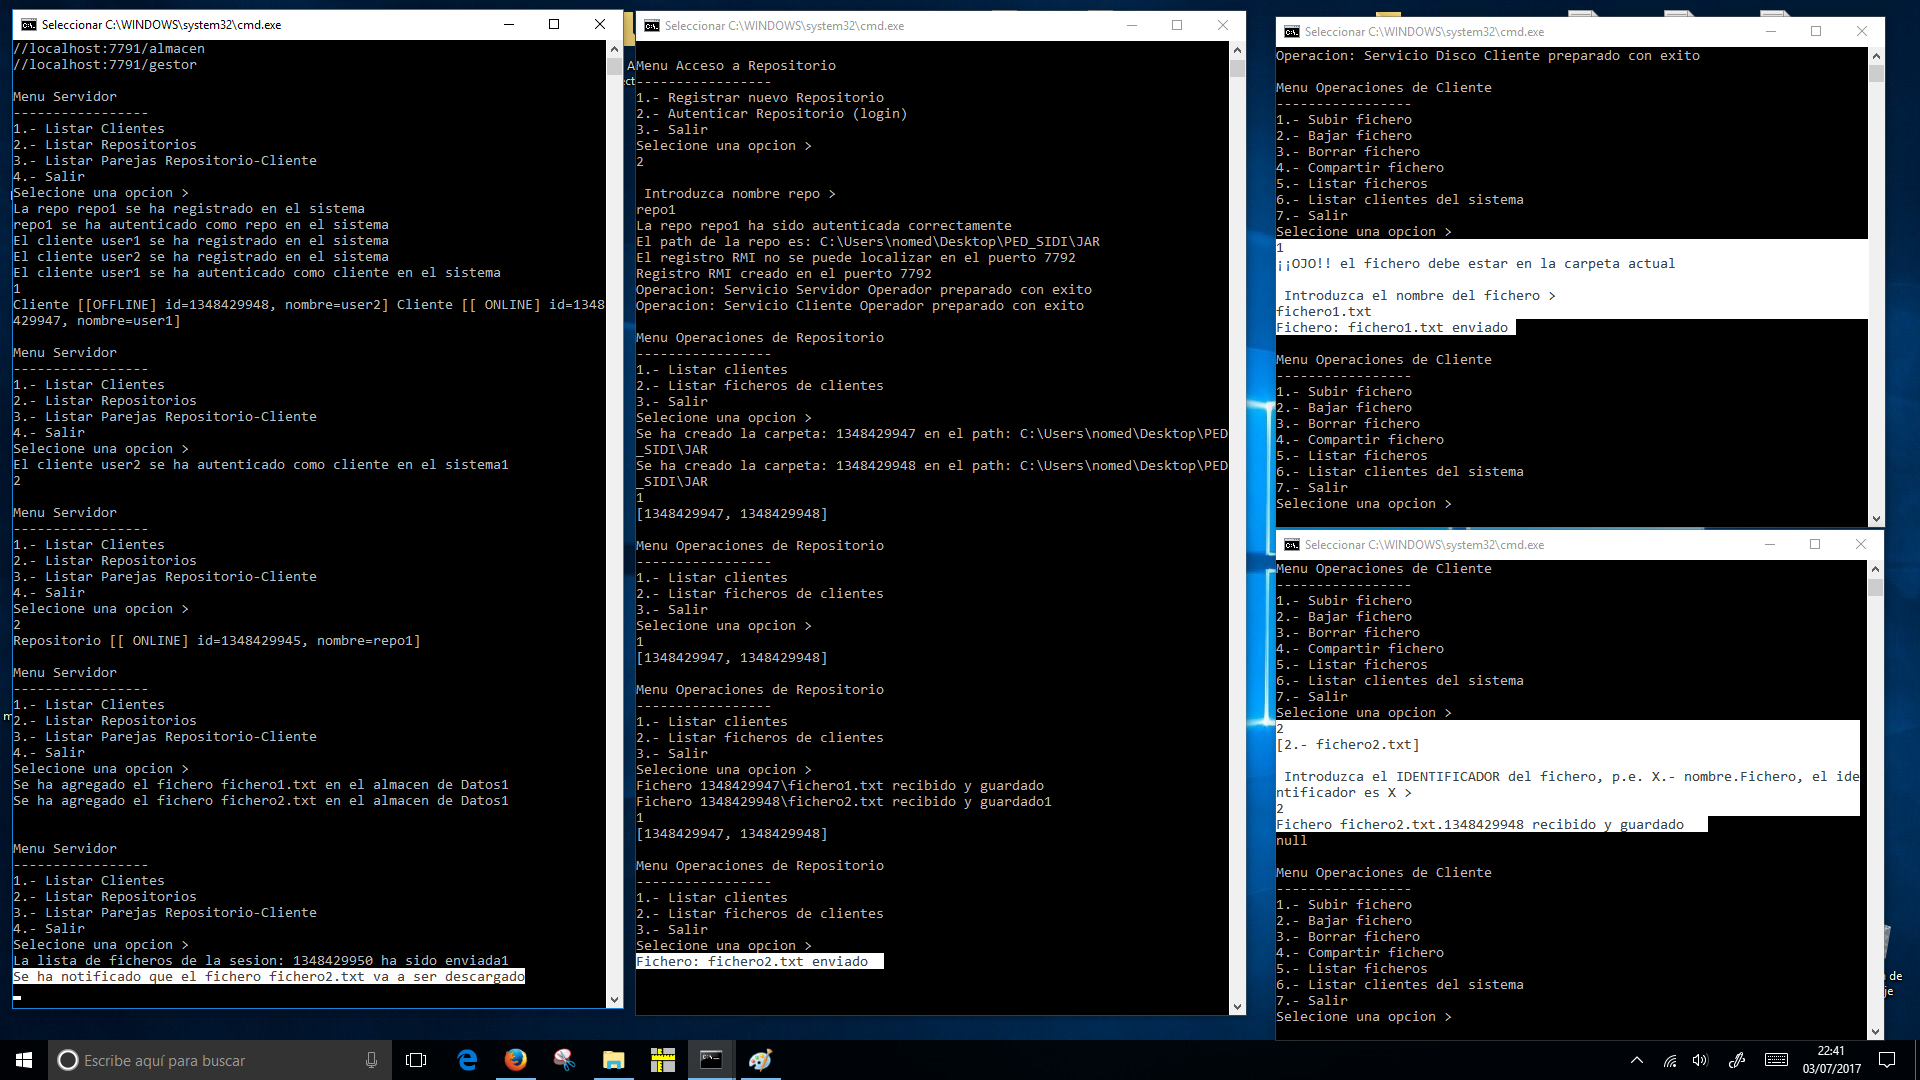 Seleccionar C:\WINDOWS\system32\cmd.exe
//localhost:7791/almacen
//localhost:7791/gestor
Menu Servidor
-----------------
1.- Listar Clientes
2.- Listar Repositorios
3.- Listar Parejas Repositorio-Cliente
4.- Salir
Selecione una opcion >
La repo repo1 se ha registrado en el sistema
repo1 se ha autenticado como repo en el sistema
El cliente user1 se ha registrado en el sistema
El cliente user2 se ha registrado en el sistema
El cliente user1 se ha autenticado como cliente en el sistema
1
Cliente [[OFFLINE] id=1348429948, nombre=user2] Cliente [[ ONLINE] id=1348
429947, nombre=user1]
Menu Servidor
-----------------
1.- Listar Clientes
2.- Listar Repositorios
3.- Listar Parejas Repositorio-Cliente
4.- Salir
Selecione una opcion >
El cliente user2 se ha autenticado como cliente en el sistema1
2
Menu Servidor
-----------------
1.- Listar Clientes
2.- Listar Repositorios
3.- Listar Parejas Repositorio-Cliente
4.- Salir
Selecione una opcion >
2
Repositorio [[ ONLINE] id=1348429945, nombre=repo1]
Menu Servidor
-----------------
1.- Listar Clientes
2.- Listar Repositorios
3.- Listar Parejas Repositorio-Cliente
4.- Salir
Selecione una opcion >
Se ha agregado el fichero fichero1.txt en el almacen de Datos1
Se ha agregado el fichero fichero2.txt en el almacen de Datos1
Menu Servidor
-----------------
1.- Listar Clientes
2.- Listar Repositorios
3.- Listar Parejas Repositorio-Cliente
4.- Salir
Selecione una opcion >
La lista de ficheros de la sesion: 1348429950 ha sido enviada1
Se ha notificado que el fichero fichero2.txt va a ser descargado
Seleccionar C:\WINDOWS\system32\cmd.exe
Menu Acceso a Repositorio
-----------------
1.- Registrar nuevo Repositorio
2.- Autenticar Repositorio (login)
3.- Salir
Selecione una opcion >
2
Introduzca nombre repo >
repo1
La repo repo1 ha sido autenticada correctamente
El path de la repo es: C:\Users\nomed\Desktop\PED_SIDI\JAR
El registro RMI no se puede localizar en el puerto 7792
Registro RMI creado en el puerto 7792
Operacion: Servicio Servidor Operador preparado con exito
Operacion: Servicio Cliente Operador preparado con exito
Menu Operaciones de Repositorio
-----------------
1.- Listar clientes
2.- Listar ficheros de clientes
3.- Salir
Selecione una opcion >
Se ha creado la carpeta: 1348429947 en el path: C:\Users\nomed\Desktop\PED
_SIDI\JAR
Se ha creado la carpeta: 1348429948 en el path: C:\Users\nomed\Desktop\PED
_SIDI\JAR
1
[1348429947, 1348429948]
Menu Operaciones de Repositorio
-----------------
1.- Listar clientes
2.- Listar ficheros de clientes
3.- Salir
Selecione una opcion >
1
[1348429947, 1348429948]
Menu Operaciones de Repositorio
-----------------
1.- Listar clientes
2.- Listar ficheros de clientes
3.- Salir
Selecione una opcion >
Fichero 1348429947\fichero1.txt recibido y guardado
Fichero 1348429948\fichero2.txt recibido y guardado1
1
[1348429947, 1348429948]
Menu Operaciones de Repositorio
-----------------
1.- Listar clientes
2.- Listar ficheros de clientes
3.- Salir
Selecione una opcion >
Fichero: fichero2.txt enviado
Seleccionar C:\WINDOWS\system32\cmd.exe
Operacion: Servicio Disco Cliente preparado con exito
Menu Operaciones de Cliente
-----------------
1.- Subir fichero
2.- Bajar fichero
3.- Borrar fichero
4.- Compartir fichero
5.- Listar ficheros
6.- Listar clientes del sistema
7.- Salir
Selecione una opcion >
1
¡¡OJO!! el fichero debe estar en la carpeta actual
Introduzca el nombre del fichero >
fichero1.txt
Fichero: fichero1.txt enviado
Menu Operaciones de Cliente
-----------------
1.- Subir fichero
2.- Bajar fichero
3.- Borrar fichero
4.- Compartir fichero
5.- Listar ficheros
6.- Listar clientes del sistema
7.- Salir
Selecione una opcion >
Seleccionar C:\WINDOWS\system32\cmd.exe
Menu Operaciones de Cliente
-----------------
1.- Subir fichero
2.- Bajar fichero
3.- Borrar fichero
4.- Compartir fichero
5.- Listar ficheros
6.- Listar clientes del sistema
7.- Salir
Selecione una opcion >
2
[2.- fichero2.txt]
Introduzca el IDENTIFICADOR del fichero, p.e. X.- nombre.Fichero, el ide
ntificador es X >
2
Fichero fichero2.txt.1348429948 recibido y guardado
null
Menu Operaciones de Cliente
-----------------
1.- Subir fichero
2.- Bajar fichero
3.- Borrar fichero
4.- Compartir fichero
5.- Listar ficheros
6.- Listar clientes del sistema
7.- Salir
Selecione una opcion >
de
je
Escribe aquí para buscar
22:41
03/07/2017